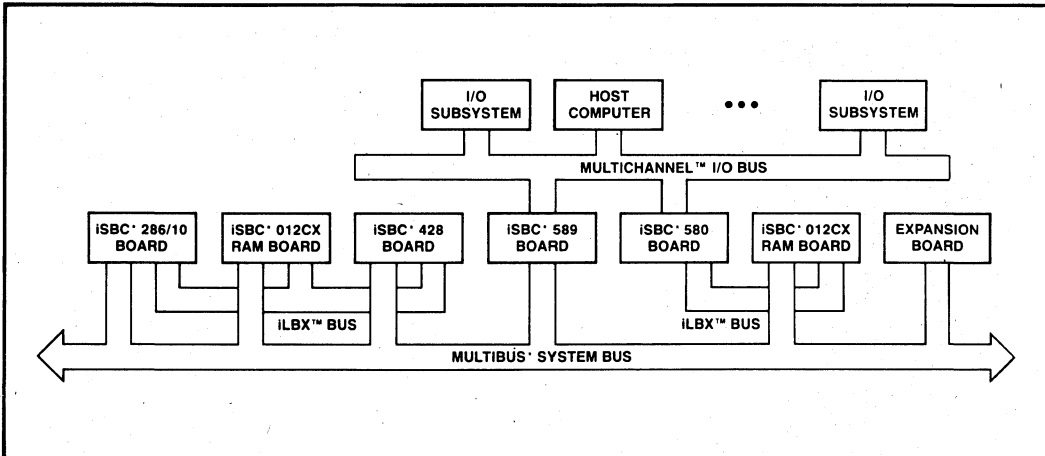 I/O
SUBSYSTEM
HOST
COMPUTER
•••
I/O
SUBSYSTEM
MULTICHANNEL™ I/O BUS
iSBC* 286/10
BOARD
iSBC* 012CX
RAM BOARD
iSBC* 428
BOARD
iSBC* 589
BOARD
iSBC* 580
BOARD
iSBC* 012CX
RAM BOARD
EXPANSION
BOARD
iLBX™ BUS
iLBX™ BUS
MULTIBUS* SYSTEM BUS